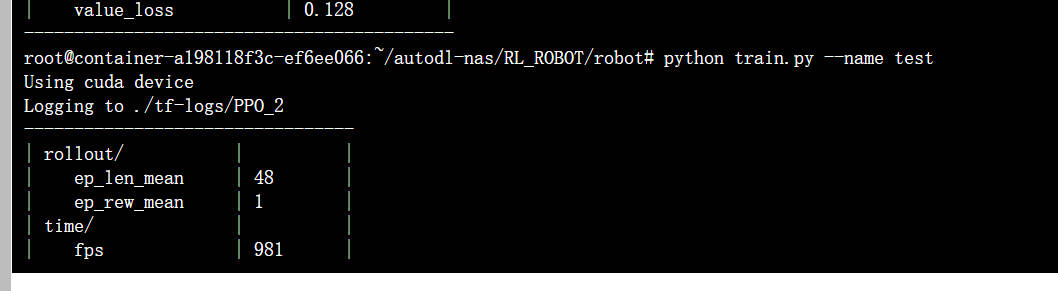 | value_loss | 0.128 |
-------------------------------------------
root@container-a198118f3c-ef6ee066:~/autodl-nas/RL_ROBOT/robot# python train.py --name test
Using cuda device
Logging to ./tf-logs/PPO_2
---------------------------------
| rollout/ | |
| ep_len_mean | 48 |
| ep_rew_mean | 1 |
| time/ | |
| fps | 981 |